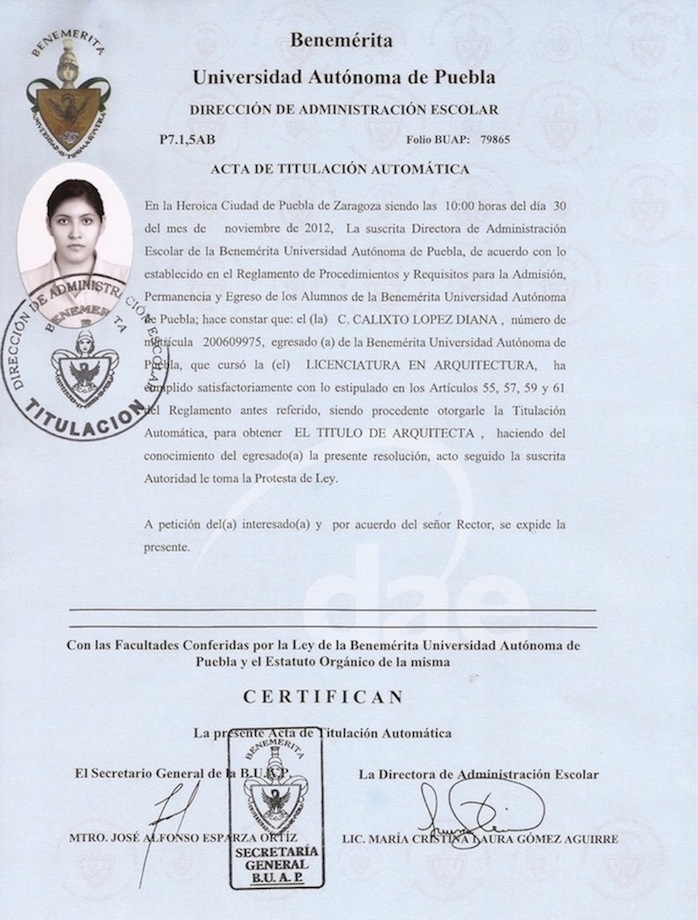 BENEMERITA
UNIVERSIDAD AUTONOMA
Benemérita
Universidad Autónoma de Puebla
DIRECCIÓN DE ADMINISTRACIÓN ESCOLAR
P7.1,5AB Folio BUAP: 79865
ACTA DE TITULACIÓN AUTOMÁTICA
En la Heroica Ciudad de Puebla de Zaragoza siendo las 10:00 horas del día 30
del mes de noviembre de 2012, La suscrita Directora de Administración
Escolar de la Benemérita Universidad Autónoma de Puebla, de acuerdo con lo
establecido en el Reglamento de Procedimientos y Requisitos para la Admisión,
Permanencia y Egreso de los Alumnos de la Benemérita Universidad Autónoma
de Puebla; hace constar que: el (la) C. CALIXTO LOPEZ DIANA , número de
matrícula 200609975, egresado (a) de la Benemérita Universidad Autónoma de
Puebla, que cursó la (el) LICENCIATURA EN ARQUITECTURA, ha
cumplido satisfactoriamente con lo estipulado en los Artículos 55, 57, 59 y 61
del Reglamento antes referido, siendo procedente otorgarle la Titulación
Automática, para obtener EL TITULO DE ARQUITECTA , haciendo del
conocimiento del egresado(a) la presente resolución, acto seguido la suscrita
Autoridad le toma la Protesta de Ley.
A petición del(a) interesado(a) y por acuerdo del señor Rector, se expide la
presente.
DIRECCIÓN DE ADMINISTRACIÓN ESCOLAR
BENEMERITA
TITULACION
dae
Con las Facultades Conferidas por la Ley de la Benemérita Universidad Autónoma de
Puebla y el Estatuto Orgánico de la misma
CERTIFICAN
La presente Acta de Titulación Automática
El Secretario General de la B.U.A.P. La Directora de Administración Escolar
MTRO. JOSÉ ALFONSO ESPARZA ORTÍZ LIC. MARÍA CRISTINA LAURA GÓMEZ AGUIRRE
BENEMERITA
SECRETARÍA
GENERAL
B.U.A.P.